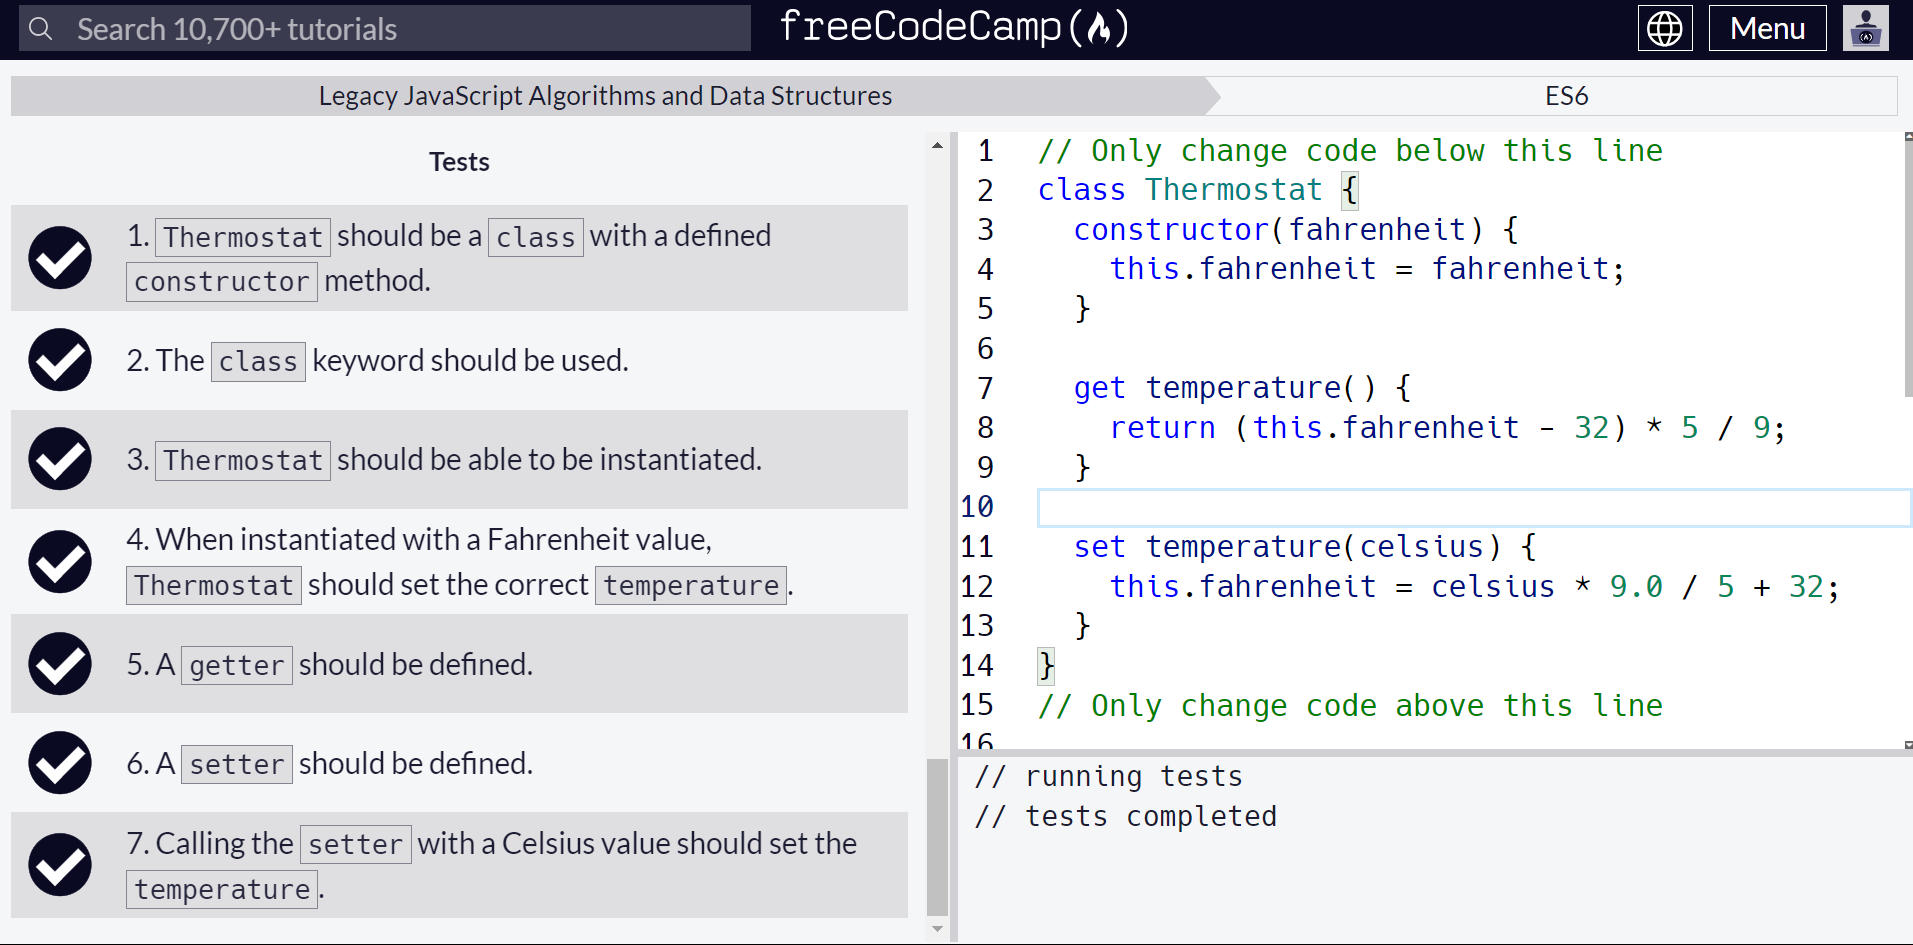 Search 10,700+ tutorials
freeCodeCamp(🔥)
Menu
Legacy JavaScript Algorithms and Data Structures
ES6
Tests
1. Thermostat should be a class with a defined
constructor method.
2. The class keyword should be used.
3. Thermostat should be able to be instantiated.
4. When instantiated with a Fahrenheit value,
Thermostat should set the correct temperature.
5. A getter should be defined.
6. A setter should be defined.
7. Calling the setter with a Celsius value should set the
temperature.
1 // Only change code below this line
2 class Thermostat {
3   constructor(fahrenheit) {
4     this.fahrenheit = fahrenheit;
5   }
6
7   get temperature() {
8     return (this.fahrenheit - 32) * 5 / 9;
9   }
10
11   set temperature(celsius) {
12     this.fahrenheit = celsius * 9.0 / 5 + 32;
13   }
14 }
15 // Only change code above this line
16
// running tests
// tests completed